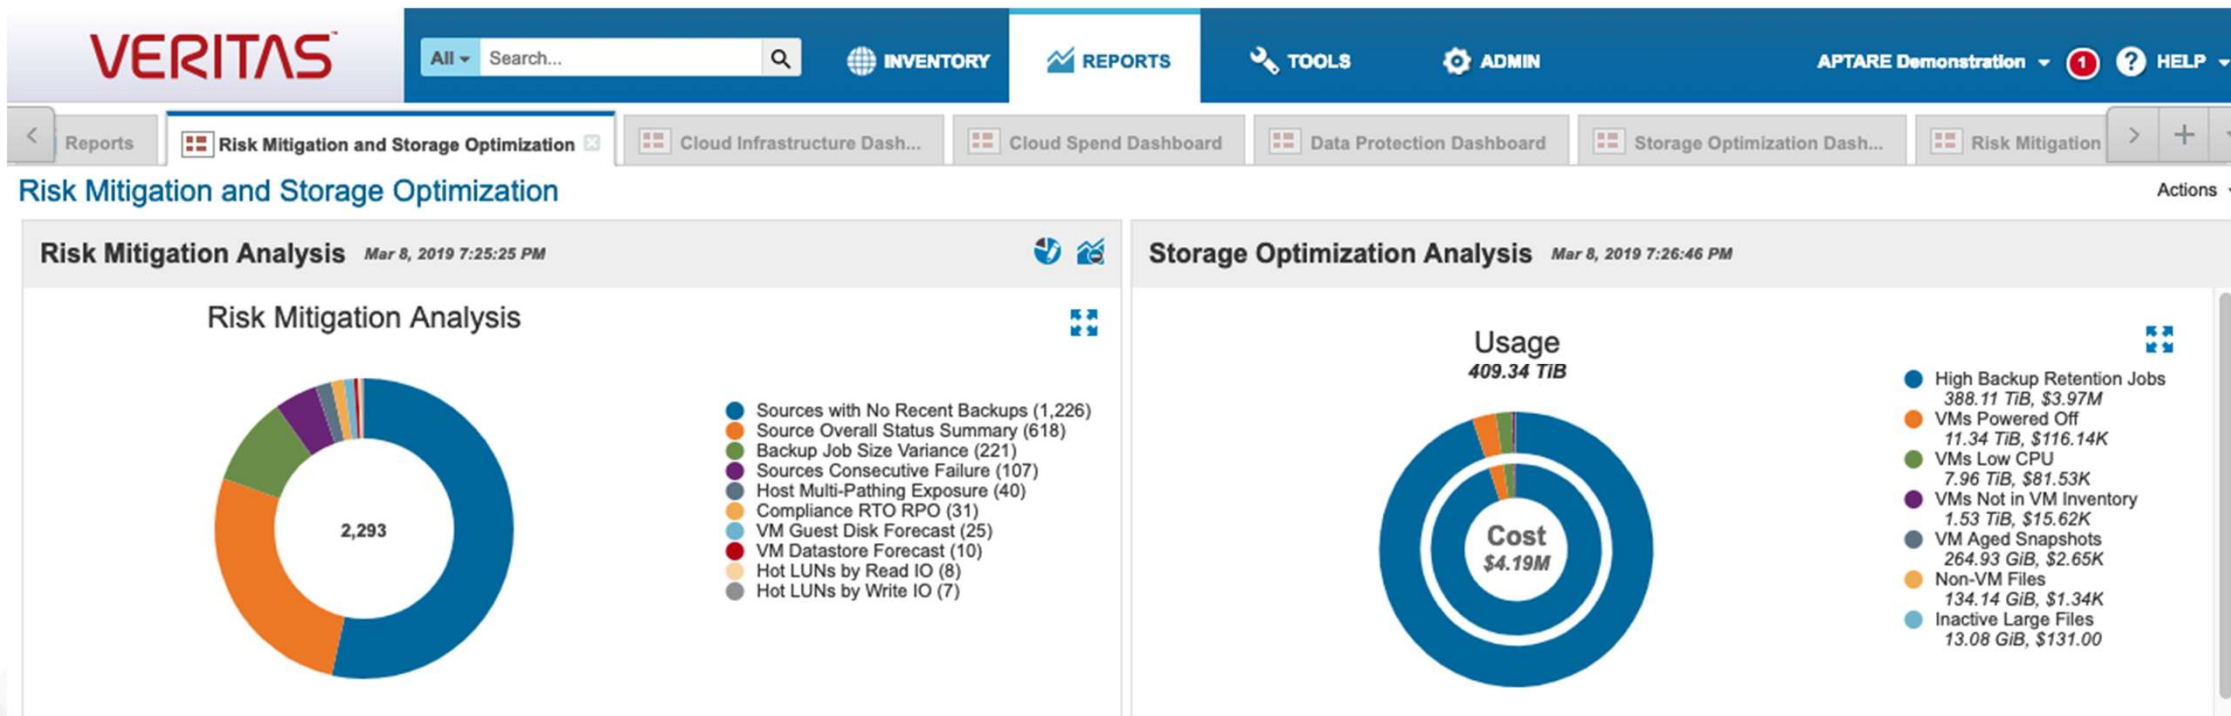 VERITAS™
All Search...
INVENTORY
REPORTS
TOOLS
ADMIN
APTARE Demonstration
1
? HELP
Reports
Risk Mitigation and Storage Optimization
Cloud Infrastructure Dash...
Cloud Spend Dashboard
Data Protection Dashboard
Storage Optimization Dash...
Risk Mitigation
Risk Mitigation and Storage Optimization
Actions
Risk Mitigation Analysis Mar 8, 2019 7:25:25 PM
Risk Mitigation Analysis
2,293
Sources with No Recent Backups (1,226)
Source Overall Status Summary (618)
Backup Job Size Variance (221)
Sources Consecutive Failure (107)
Host Multi-Pathing Exposure (40)
Compliance RTO RPO (31)
VM Guest Disk Forecast (25)
VM Datastore Forecast (10)
Hot LUNs by Read IO (8)
Hot LUNs by Write IO (7)
Storage Optimization Analysis Mar 8, 2019 7:26:46 PM
Usage
409.34 TiB
Cost
$4.19M
High Backup Retention Jobs
388.11 TiB, $3.97M
VMs Powered Off
11.34 TiB, $116.14K
VMs Low CPU
7.96 TiB, $81.53K
VMs Not in VM Inventory
1.53 TiB, $15.62K
VM Aged Snapshots
264.93 GiB, $2.65K
Non-VM Files
134.14 GiB, $1.34K
Inactive Large Files
13.08 GiB, $131.00